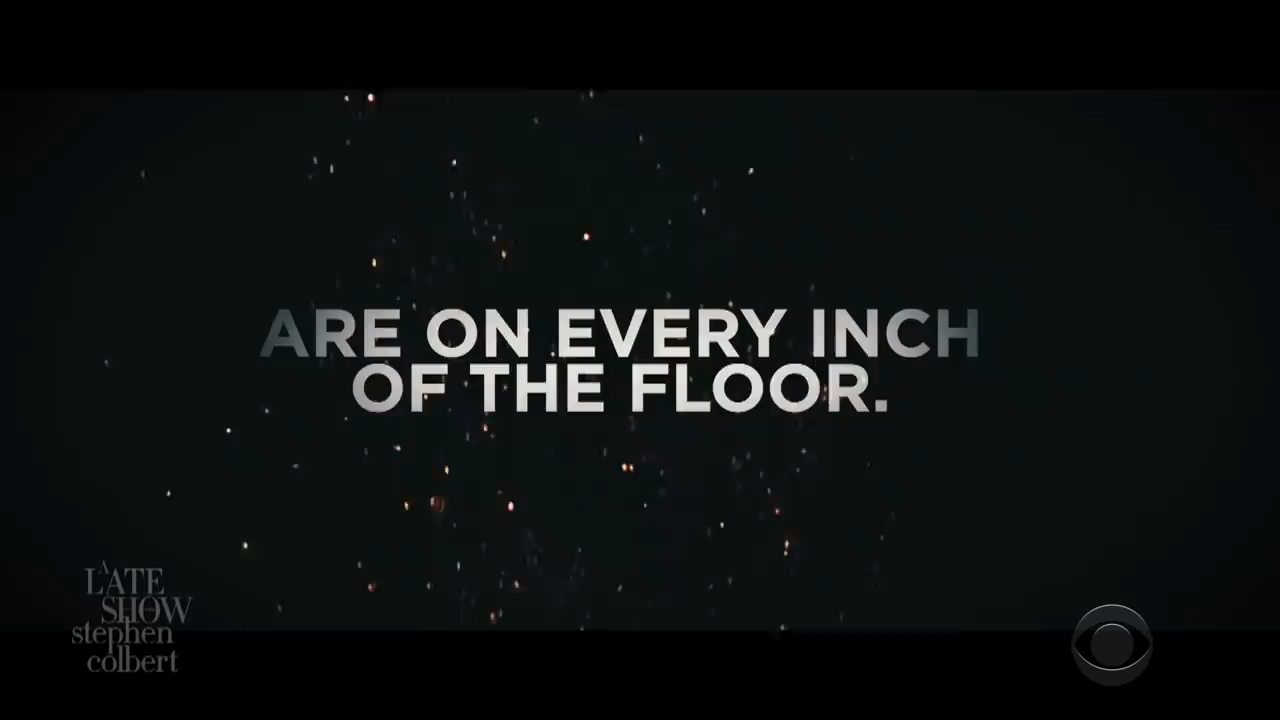 ARE ON EVERY INCH
OF THE FLOOR.
A
LATE
SHOW
stephen
colbert